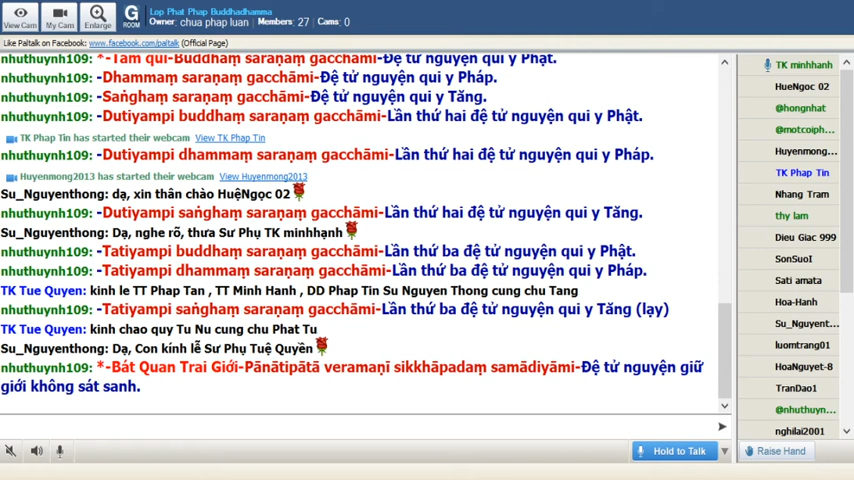 Lop Phat Phap Buddhadhamma
Owner: chua phap luan Members: 27 Cams: 0
View Cam
My Cam
Enlarge
G ROOM
Like Paltalk on Facebook: www.facebook.com/paltalk (Official Page)
nhuthuynh109: *-Tam qui-Buddhaṃ saraṇaṃ gacchāmi-Đệ tử nguyện qui y Phật.
nhuthuynh109: -Dhammaṃ saraṇaṃ gacchāmi-Đệ tử nguyện qui y Pháp.
nhuthuynh109: -Saṅghaṃ saraṇaṃ gacchāmi-Đệ tử nguyện qui y Tăng.
nhuthuynh109: -Dutiyampi buddhaṃ saraṇaṃ gacchāmi-Lần thứ hai đệ tử nguyện qui y Phật.
TK Phap Tin has started their webcam View TK Phap Tin
nhuthuynh109: -Dutiyampi dhammaṃ saraṇaṃ gacchāmi-Lần thứ hai đệ tử nguyện qui y Pháp.
Huyenmong2013 has started their webcam View Huyenmong2013
Su_Nguyenthong: dạ, xin thân chào HuệNgọc 02
nhuthuynh109: -Dutiyampi saṅghaṃ saraṇaṃ gacchāmi-Lần thứ hai đệ tử nguyện qui y Tăng.
Su_Nguyenthong: Dạ, nghe rõ, thưa Sư Phụ TK minhhạnh
nhuthuynh109: -Tatiyampi buddhaṃ saraṇaṃ gacchāmi-Lần thứ ba đệ tử nguyện qui y Phật.
nhuthuynh109: -Tatiyampi dhammaṃ saraṇaṃ gacchāmi-Lần thứ ba đệ tử nguyện qui y Pháp.
TK Tue Quyen: kinh le TT Phap Tan , TT Minh Hanh , DD Phap Tin Su Nguyen Thong cung chu Tang
nhuthuynh109: -Tatiyampi saṅghaṃ saraṇaṃ gacchāmi-Lần thứ ba đệ tử nguyện qui y Tăng (lạy)
TK Tue Quyen: kinh chao quy Tu Nu cung chu Phat Tu
Su_Nguyenthong: Dạ, Con kính lễ Sư Phụ Tuệ Quyền
nhuthuynh109: *-Bát Quan Trai Giới-Pānātipātā veramaṇī sikkhāpadaṃ samādiyāmi-Đệ tử nguyện giữ
giới không sát sanh.
Hold to Talk
TK minhhanh
HueNgoc 02
@hongnhat
@motcoiph...
Huyenmong...
TK Phap Tin
Nhang Tram
thy lam
Dieu Giac 999
SonSuoI
Sati amata
Hoa-Hanh
Su_Nguyent...
luomtrang01
HoaNguyet-8
TranDao1
@nhuthuyn...
nghilai2001
Raise Hand